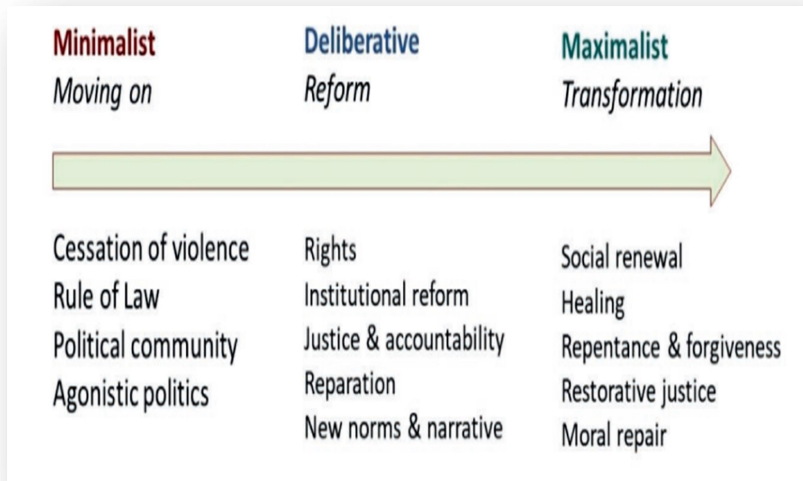 Minimalist
Moving on
Deliberative
Reform
Maximalist
Transformation
Cessation of violence
Rule of Law
Political community
Agonistic politics
Rights
Institutional reform
Justice & accountability
Reparation
New norms & narrative
Social renewal
Healing
Repentance & forgiveness
Restorative justice
Moral repair